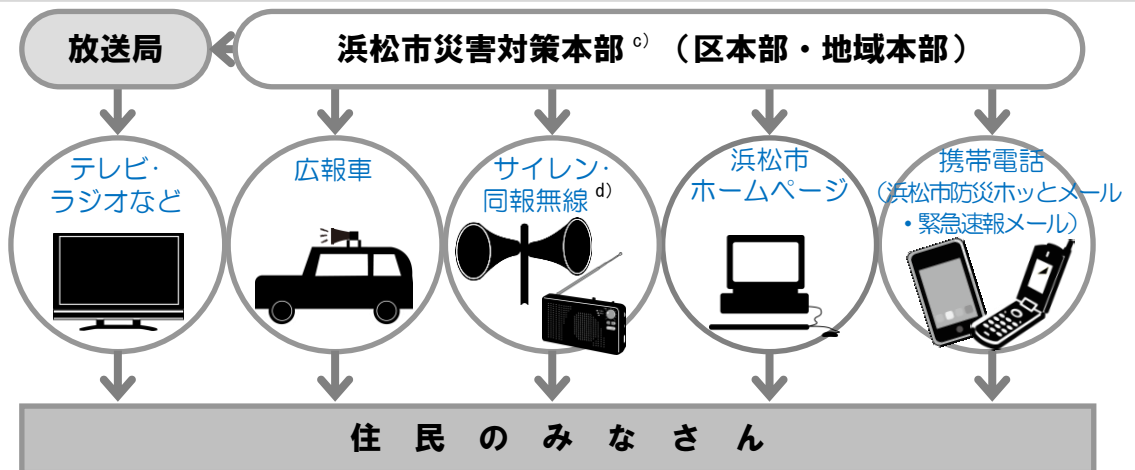 放送局
浜松市災害対策本部 c) (区本部・地域本部)
テレビ・
ラジオなど
広報車
サイレン・
同報無線 d)
浜松市
ホームページ
携帯電話
(浜松市防災ホッとメール
・緊急速報メール)
住民のみなさん